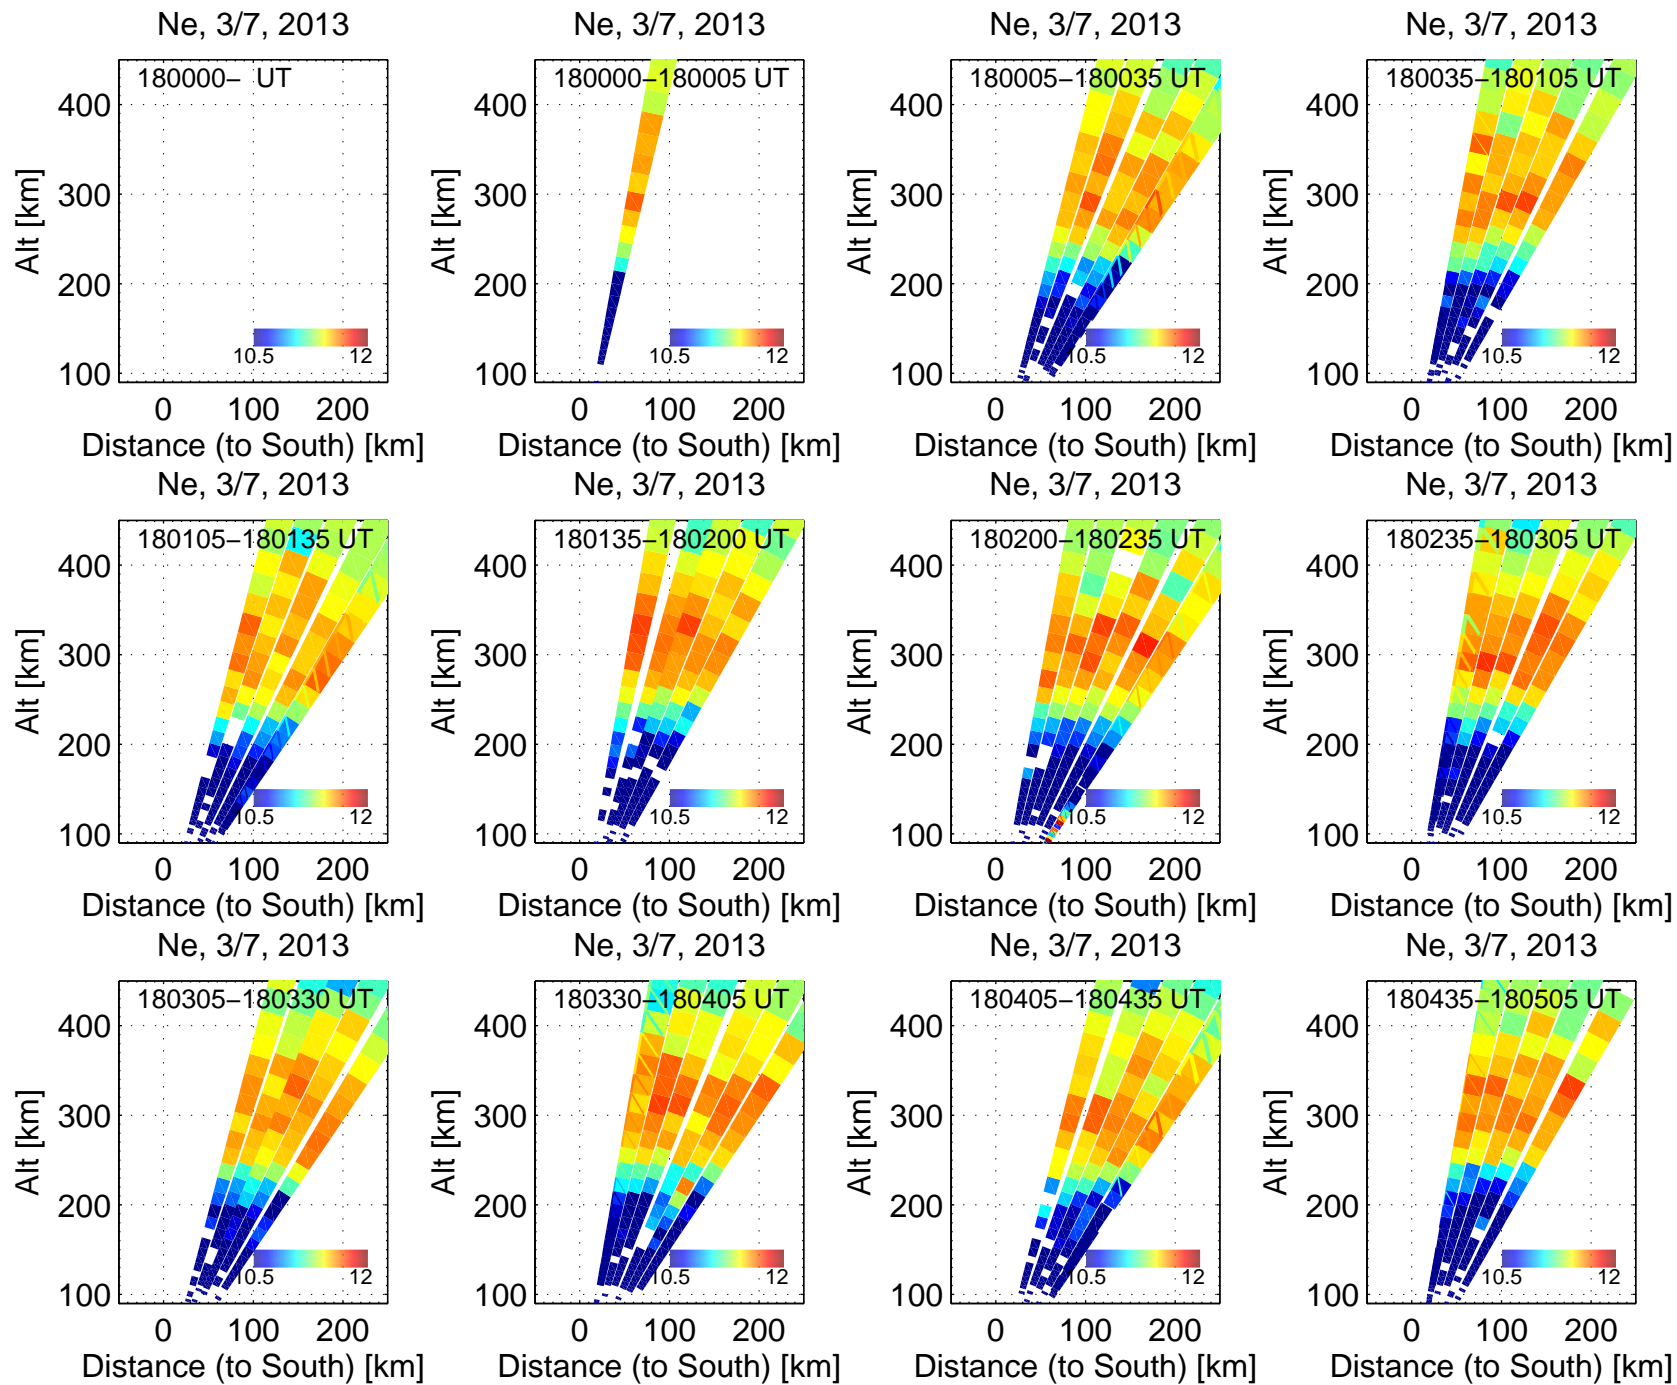 Ne, 3/7, 2013 Ne, 3/7, 2013 Ne, 3/7, 2013 Ne, 3/7, 2013
180000−  UT 180000−180005 UT 180005−180035 UT 180035−180105 UT
400 400 400 400
300 300 300 300
Alt [km] Alt [km] Alt [km] Alt [km]
200 200 200 200
10.5 12 10.5 12 10.5 12 10.5 12
100 100 100 100
0 100 200 0 100 200 0 100 200 0 100 200
Distance (to South) [km] Distance (to South) [km] Distance (to South) [km] Distance (to South) [km]
Ne, 3/7, 2013 Ne, 3/7, 2013 Ne, 3/7, 2013 Ne, 3/7, 2013
180105−180135 UT 180135−180200 UT 180200−180235 UT 180235−180305 UT
400 400 400 400
300 300 300 300
Alt [km] Alt [km] Alt [km] Alt [km]
200 200 200 200
10.5 12 10.5 12 10.5 12 10.5 12
100 100 100 100
0 100 200 0 100 200 0 100 200 0 100 200
Distance (to South) [km] Distance (to South) [km] Distance (to South) [km] Distance (to South) [km]
Ne, 3/7, 2013 Ne, 3/7, 2013 Ne, 3/7, 2013 Ne, 3/7, 2013
180305−180330 UT 180330−180405 UT 180405−180435 UT 180435−180505 UT
400 400 400 400
300 300 300 300
Alt [km] Alt [km] Alt [km] Alt [km]
200 200 200 200
10.5 12 10.5 12 10.5 12 10.5 12
100 100 100 100
0 100 200 0 100 200 0 100 200 0 100 200
Distance (to South) [km] Distance (to South) [km] Distance (to South) [km] Distance (to South) [km]